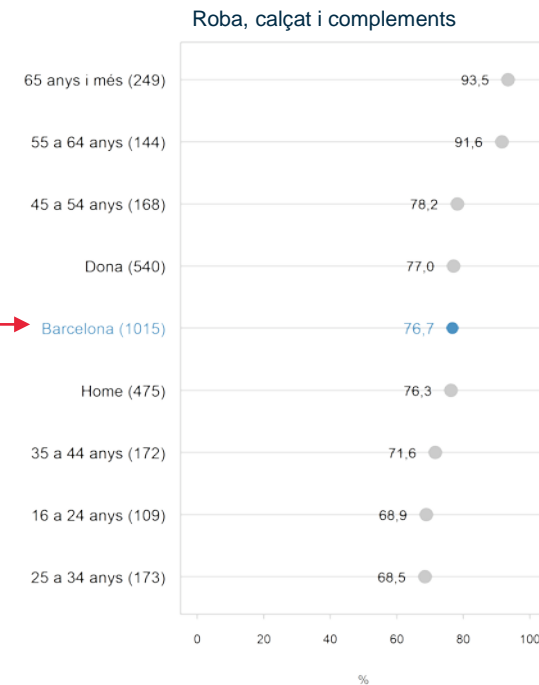 Roba, calçat i complements
65 anys i més (249) 93,5
55 a 64 anys (144) 91,6
45 a 54 anys (168) 78,2
Dona (540) 77,0
Barcelona (1015) 76,7
Home (475) 76,3
35 a 44 anys (172) 71,6
16 a 24 anys (109) 68,9
25 a 34 anys (173) 68,5
0 20 40 60 80 100
%